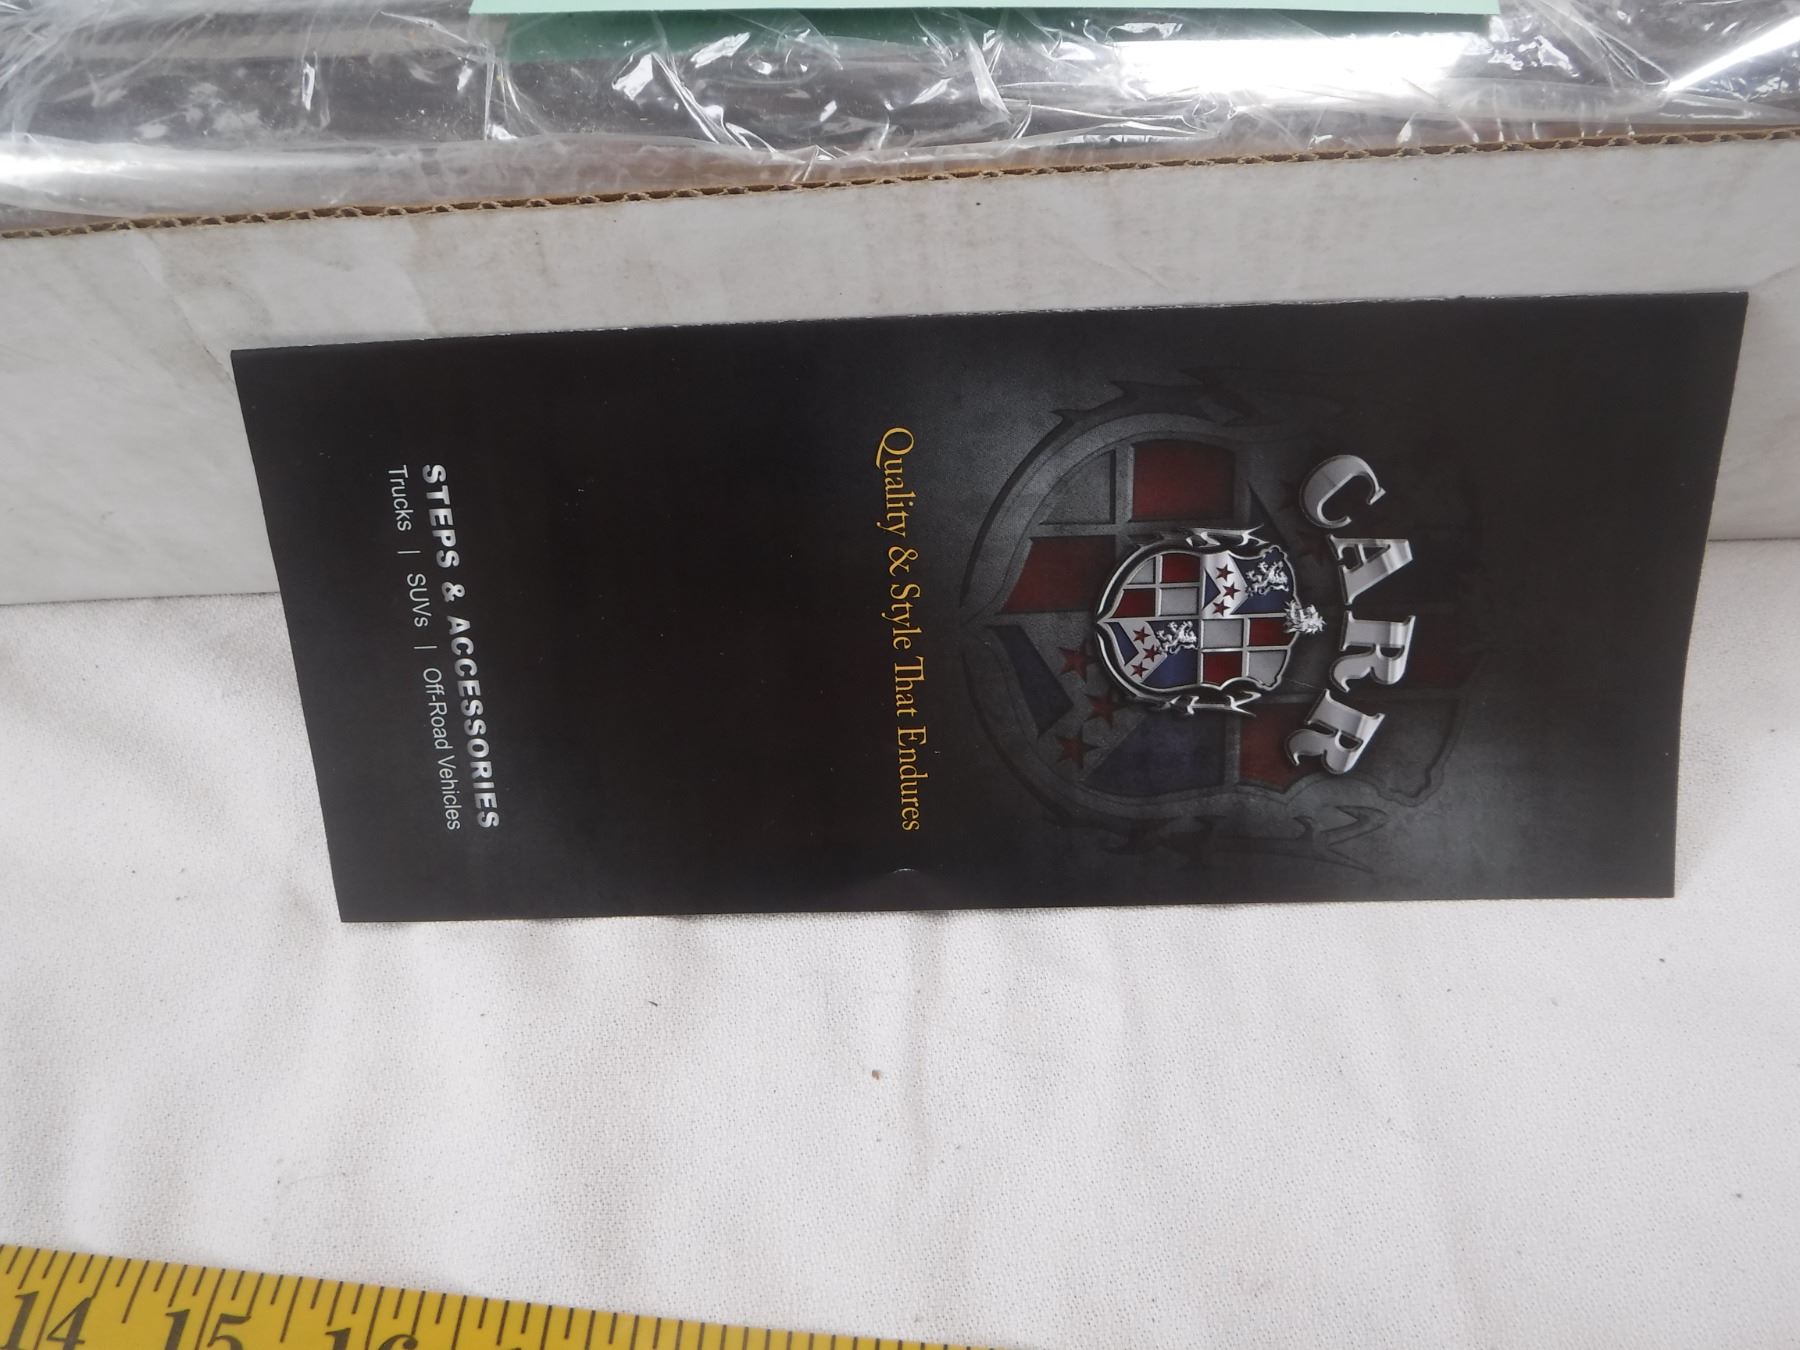 CARR
Quality & Style That Endures
STEPS & ACCESSORIES
Trucks | SUVs | Off-Road Vehicles
14 15 16